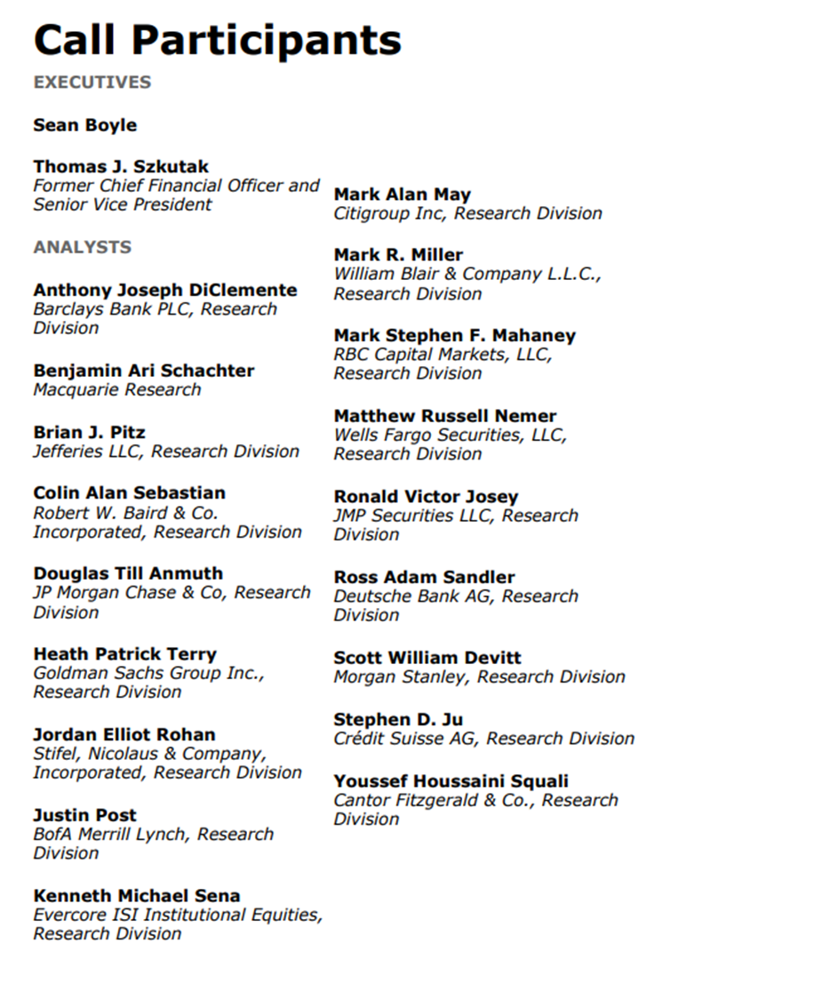 Call Participants
EXECUTIVES
Sean Boyle
Thomas J. Szkutak
Former Chief Financial Officer and
Senior Vice President
ANALYSTS
Anthony Joseph DiClemente
Barclays Bank PLC, Research
Division
Benjamin Ari Schachter
Macquarie Research
Brian J. Pitz
Jefferies LLC, Research Division
Colin Alan Sebastian
Robert W. Baird & Co.
Incorporated, Research Division
Douglas Till Anmuth
JP Morgan Chase & Co, Research
Division
Heath Patrick Terry
Goldman Sachs Group Inc.,
Research Division
Jordan Elliot Rohan
Stifel, Nicolaus & Company,
Incorporated, Research Division
Justin Post
BofA Merrill Lynch, Research
Division
Kenneth Michael Sena
Evercore ISI Institutional Equities,
Research Division
Mark Alan May
Citigroup Inc, Research Division
Mark R. Miller
William Blair & Company L.L.C.,
Research Division
Mark Stephen F. Mahaney
RBC Capital Markets, LLC,
Research Division
Matthew Russell Nemer
Wells Fargo Securities, LLC,
Research Division
Ronald Victor Josey
JMP Securities LLC, Research
Division
Ross Adam Sandler
Deutsche Bank AG, Research
Division
Scott William Devitt
Morgan Stanley, Research Division
Stephen D. Ju
Crédit Suisse AG, Research Division
Youssef Houssaini Squali
Cantor Fitzgerald & Co., Research
Division